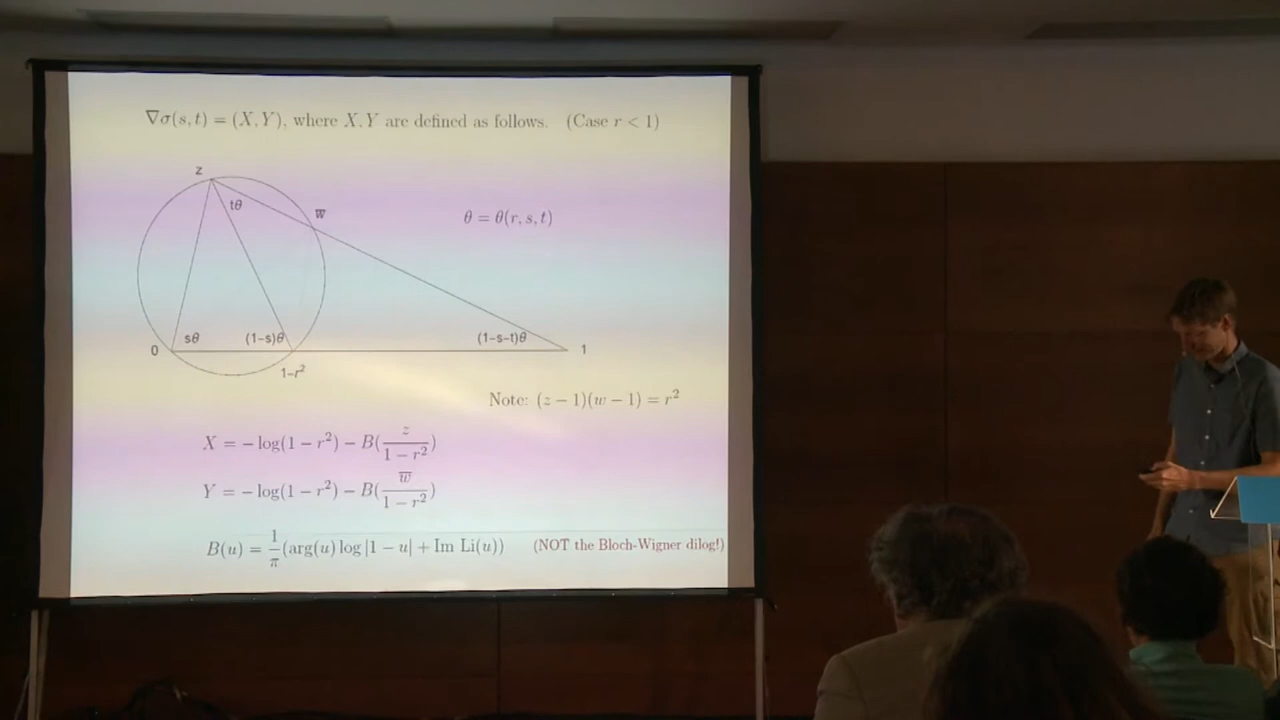 ∇σ(s,t) = (X,Y), where X,Y are defined as follows. (Case r < 1)
z
tθ
w̅
θ = θ(r, s, t)
sθ
(1-s)θ
(1-s-t)θ
0
1
1-r²
Note: (z − 1)(w − 1) = r²
X = − log(1 − r²) − B(z/(1 − r²))
Y = − log(1 − r²) − B(w̅/(1 − r²))
B(u) = 1/π (arg(u) log |1 − u| + Im Li(u)) (NOT the Bloch-Wigner dilog!)